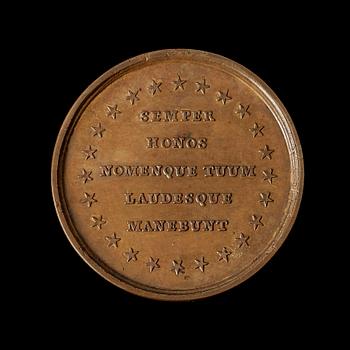 SEMPER
HONOS
NOMENQUE TUUM
LAUDESQUE
MANEBUNT